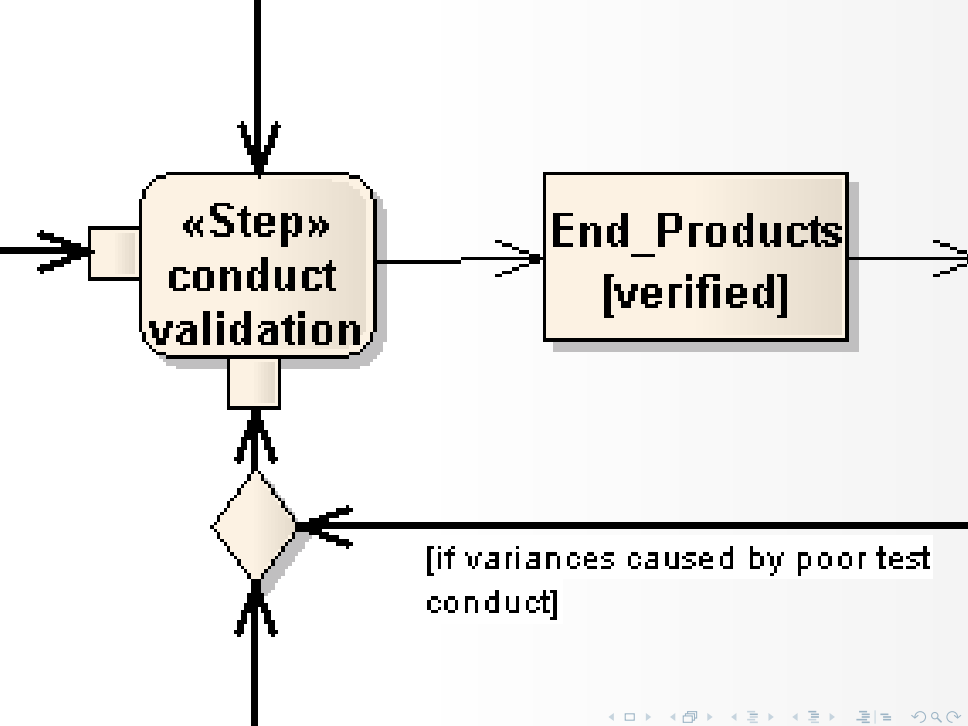 «Step»
conduct
validation
End_Products
[verified]
[if variances caused by poor test
conduct]